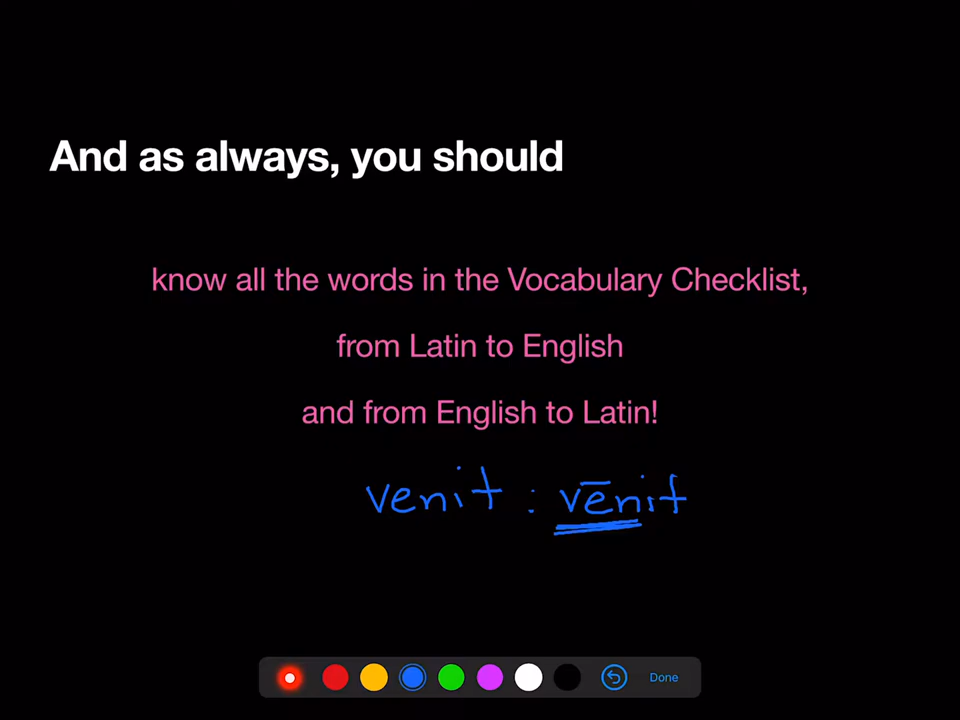 And as always, you should
know all the words in the Vocabulary Checklist,
from Latin to English
and from English to Latin!
venit : vēnit
Done